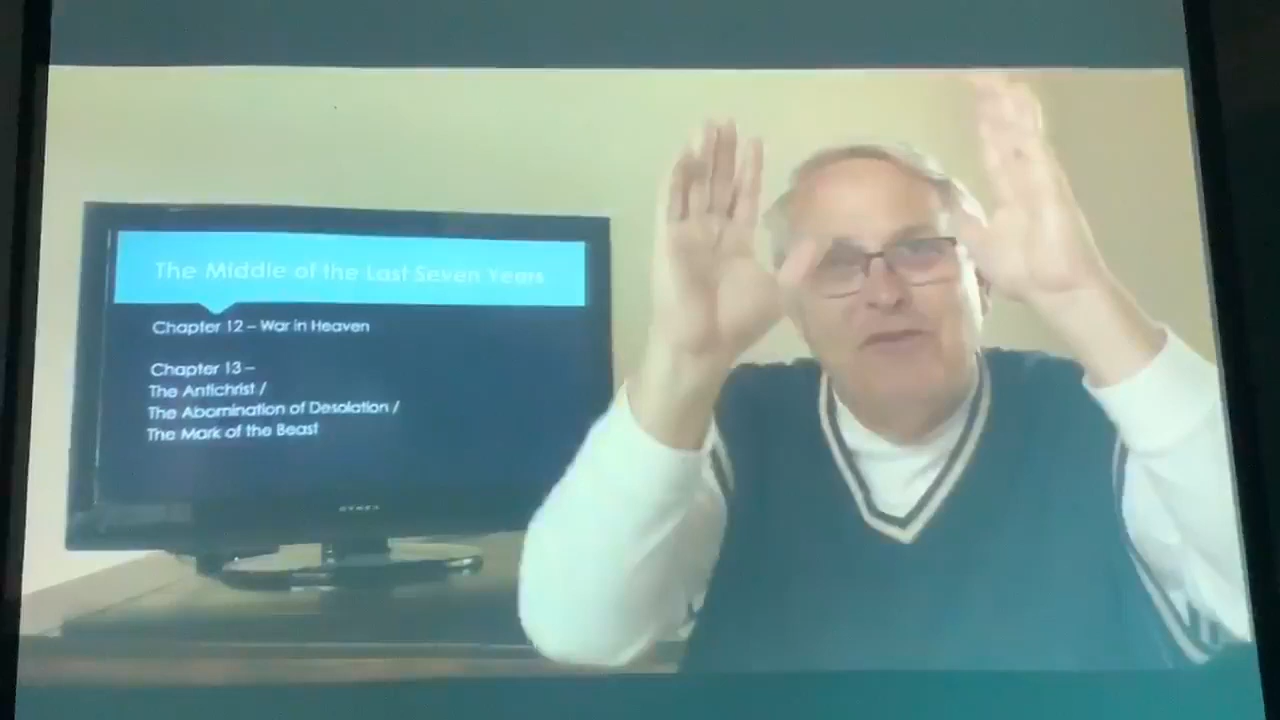 The Middle of the Last Seven Years
Chapter 12 – War in Heaven
Chapter 13 –
The Antichrist /
The Abomination of Desolation /
The Mark of the Beast
DYNEX